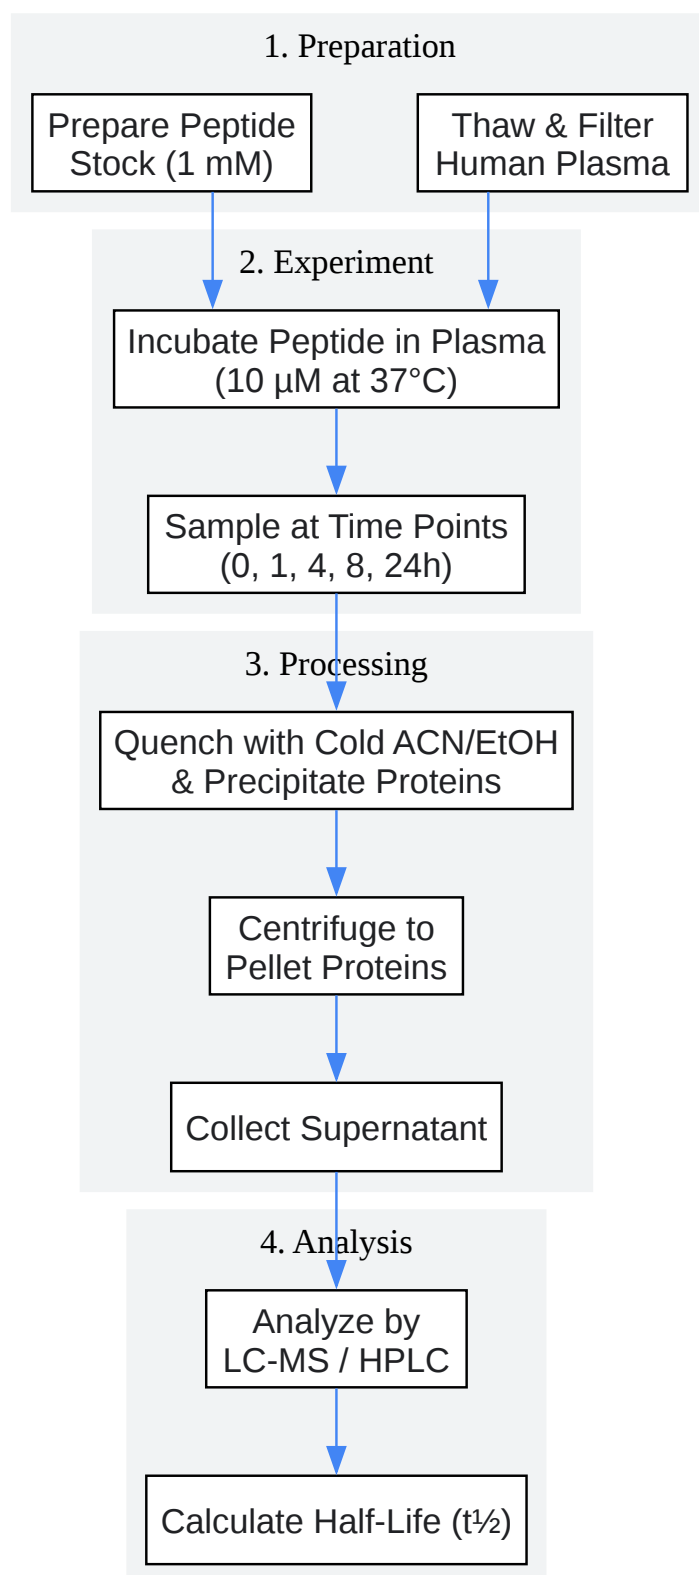 1. Preparation
Prepare Peptide
Stock (1 mM)
Thaw & Filter
Human Plasma
2. Experiment
Incubate Peptide in Plasma
(10 µM at 37°C)
Sample at Time Points
(0, 1, 4, 8, 24h)
3. Processing
Quench with Cold ACN/EtOH
& Precipitate Proteins
Centrifuge to
Pellet Proteins
Collect Supernatant
4. Analysis
Analyze by
LC-MS / HPLC
Calculate Half-Life (t½)